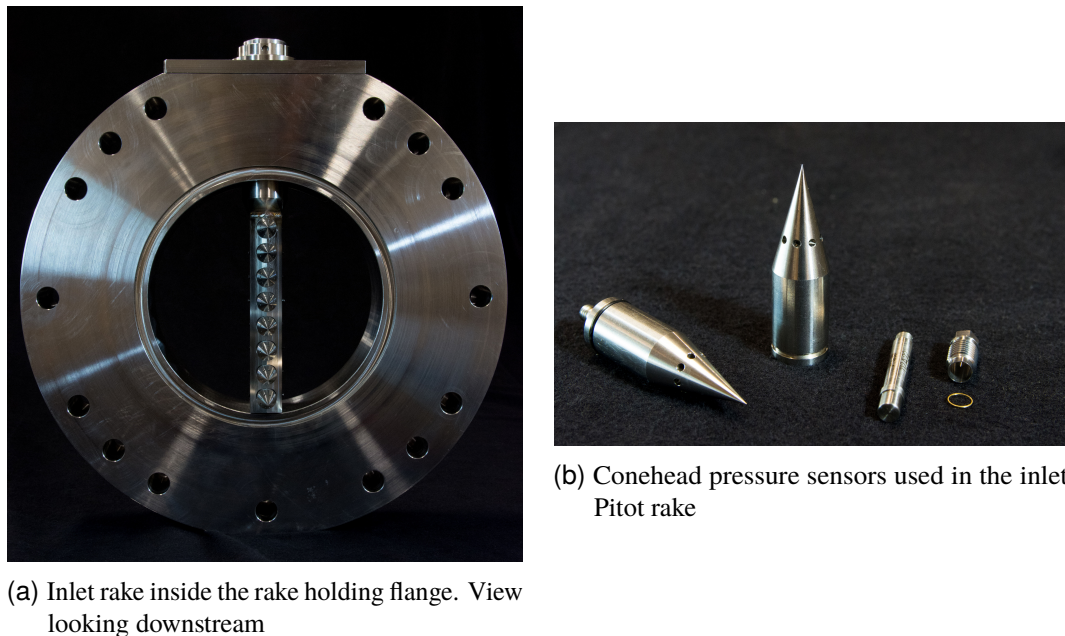 (a) Inlet rake inside the rake holding flange. View
looking downstream
(b) Conehead pressure sensors used in the inlet
Pitot rake